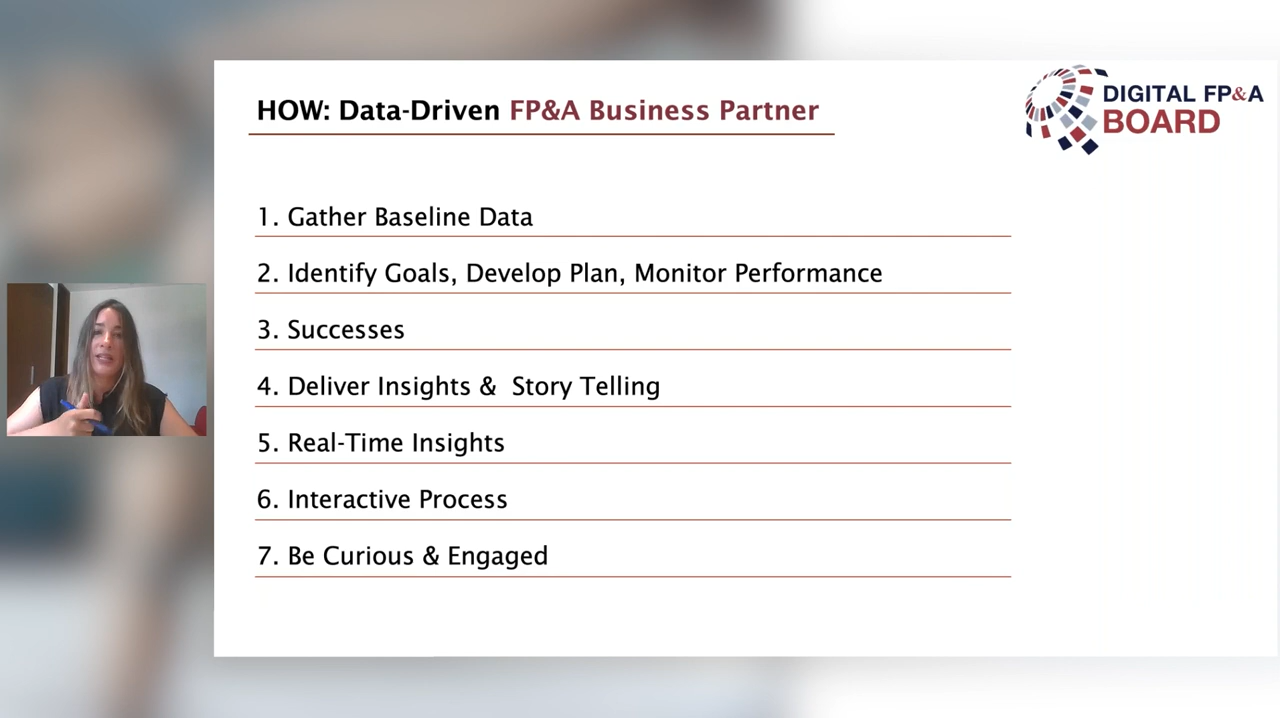 HOW: Data-Driven FP&A Business Partner
DIGITAL FP&A
BOARD
1. Gather Baseline Data
2. Identify Goals, Develop Plan, Monitor Performance
3. Successes
4. Deliver Insights &  Story Telling
5. Real-Time Insights
6. Interactive Process
7. Be Curious & Engaged